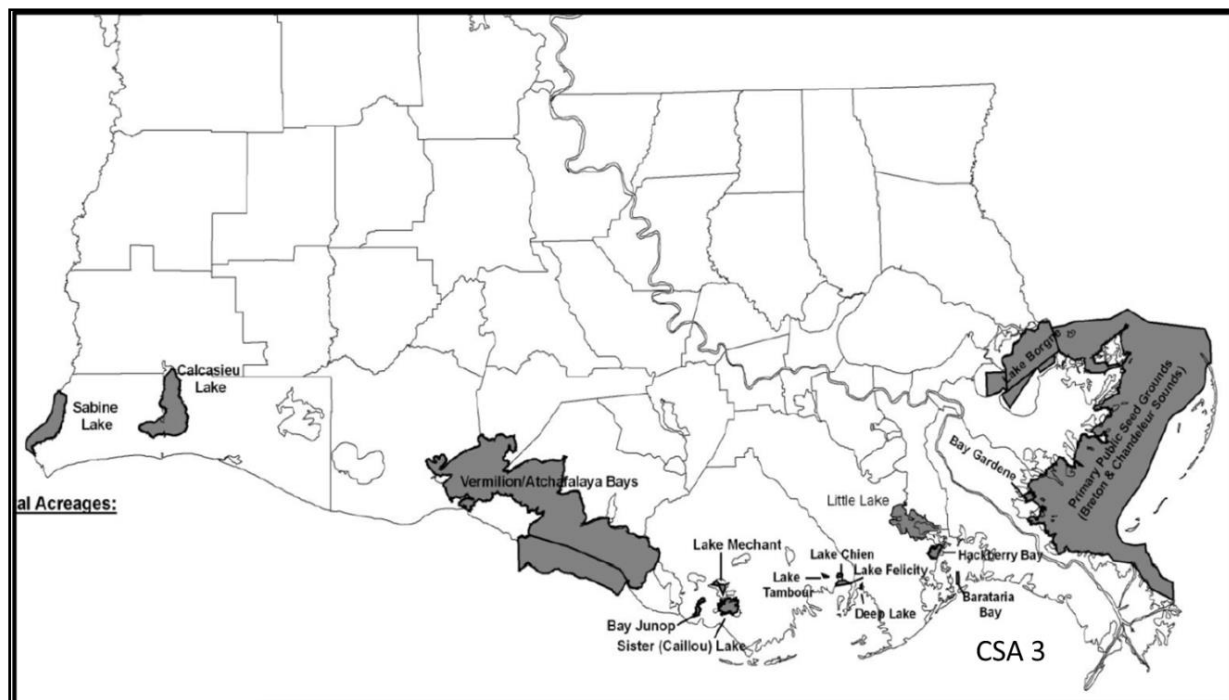 Calcasieu
Lake
Sabine
Lake
al Acreages:
Vermilion/Atchafalaya Bays
Lake Borgne
Primary Public Seed Grounds
(Breton & Chandeleur Sounds)
Bay Gardene
Little Lake
Lake Mechant
Lake Chien
Hackberry Bay
Lake Felicity
Lake
Tambour
Barataria
Bay
Deep Lake
Bay Junop
Sister (Caillou) Lake
CSA 3